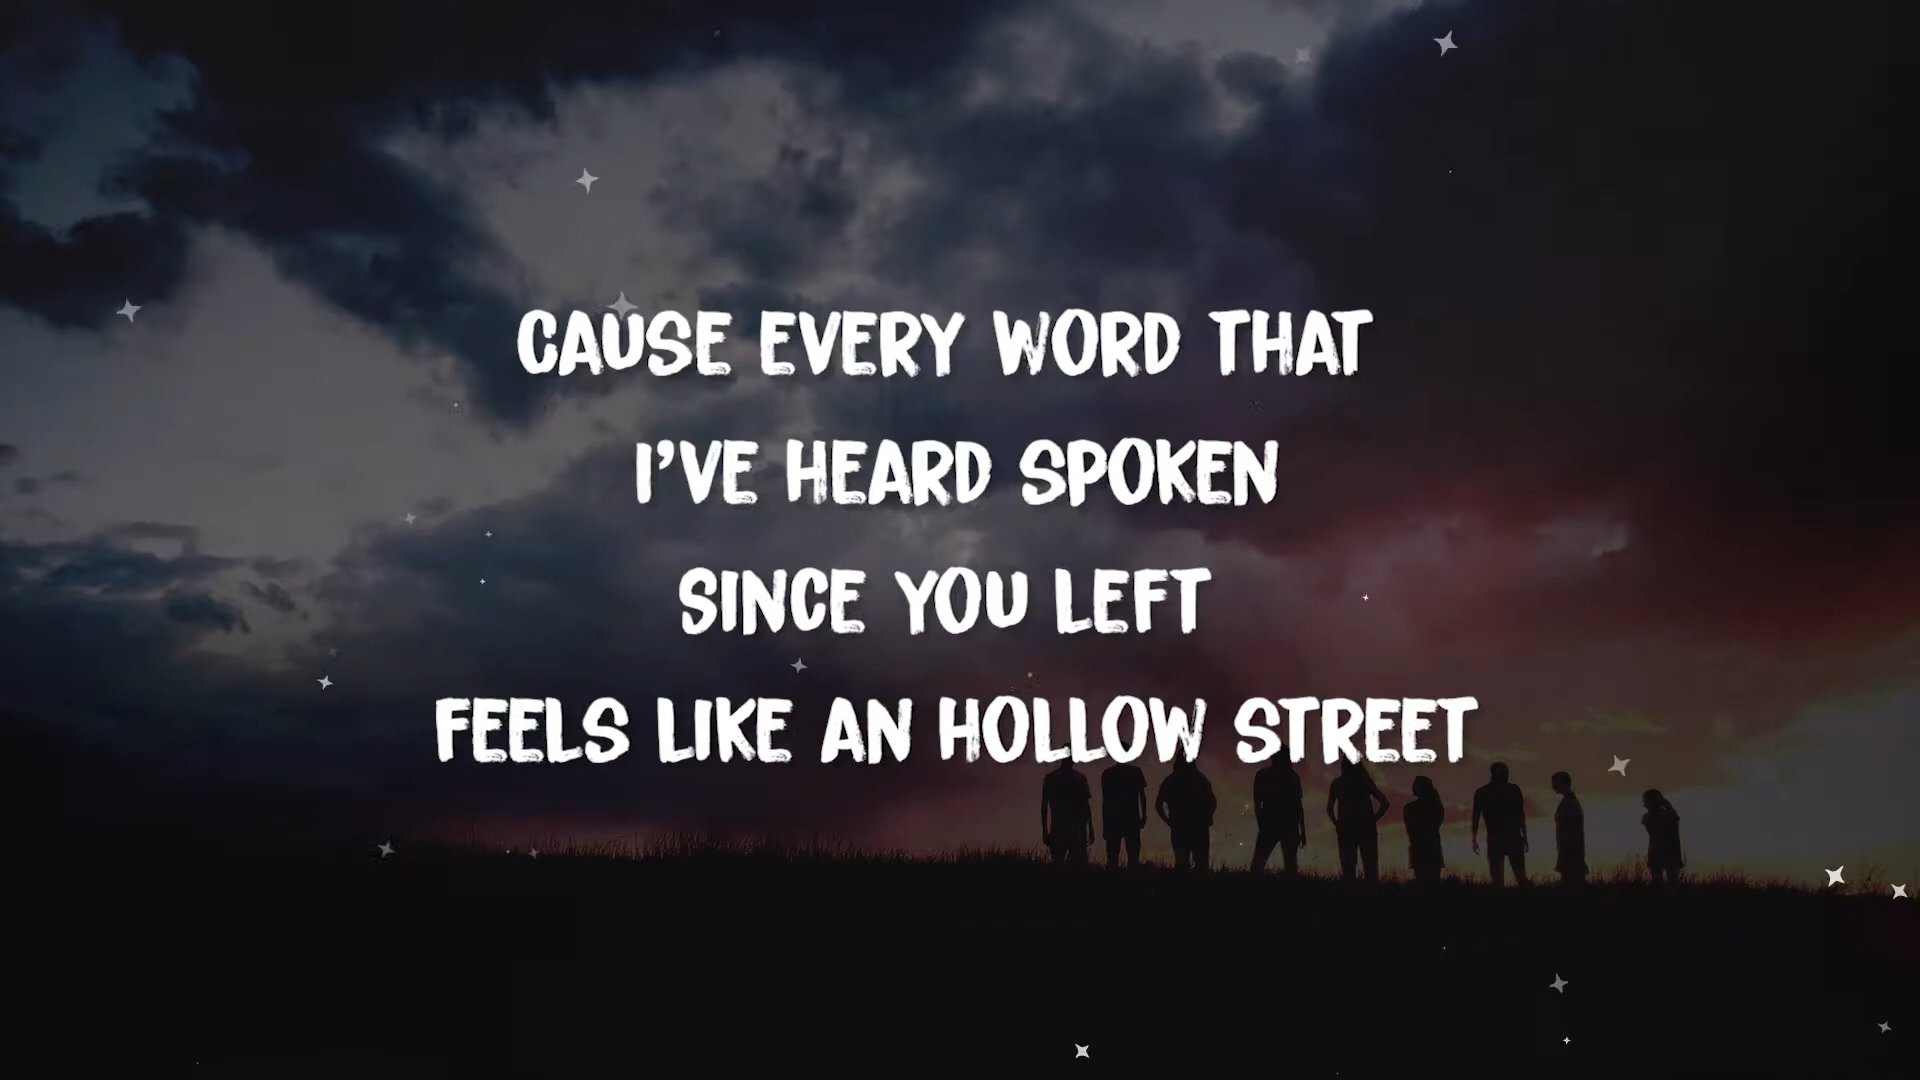 CAUSE EVERY WORD THAT
I'VE HEARD SPOKEN
SINCE YOU LEFT
FEELS LIKE AN HOLLOW STREET